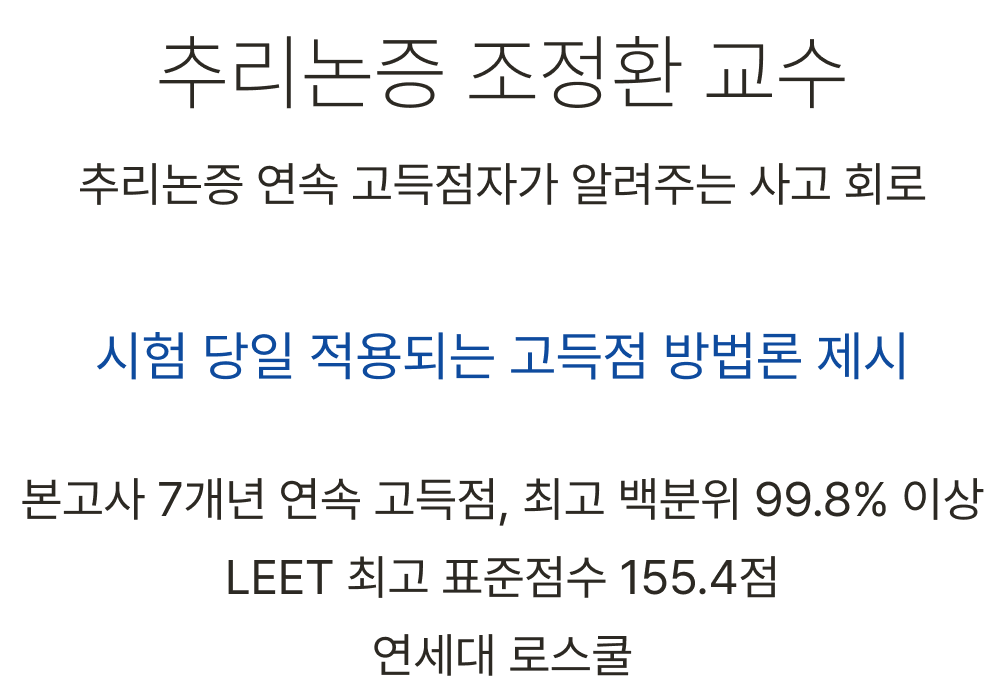 추리논증 조정환 교수
추리논증 연속 고득점자가 알려주는 사고 회로
시험 당일 적용되는 고득점 방법론 제시
본고사 7개년 연속 고득점, 최고 백분위 99.8% 이상
LEET 최고 표준점수 155.4점
연세대 로스쿨